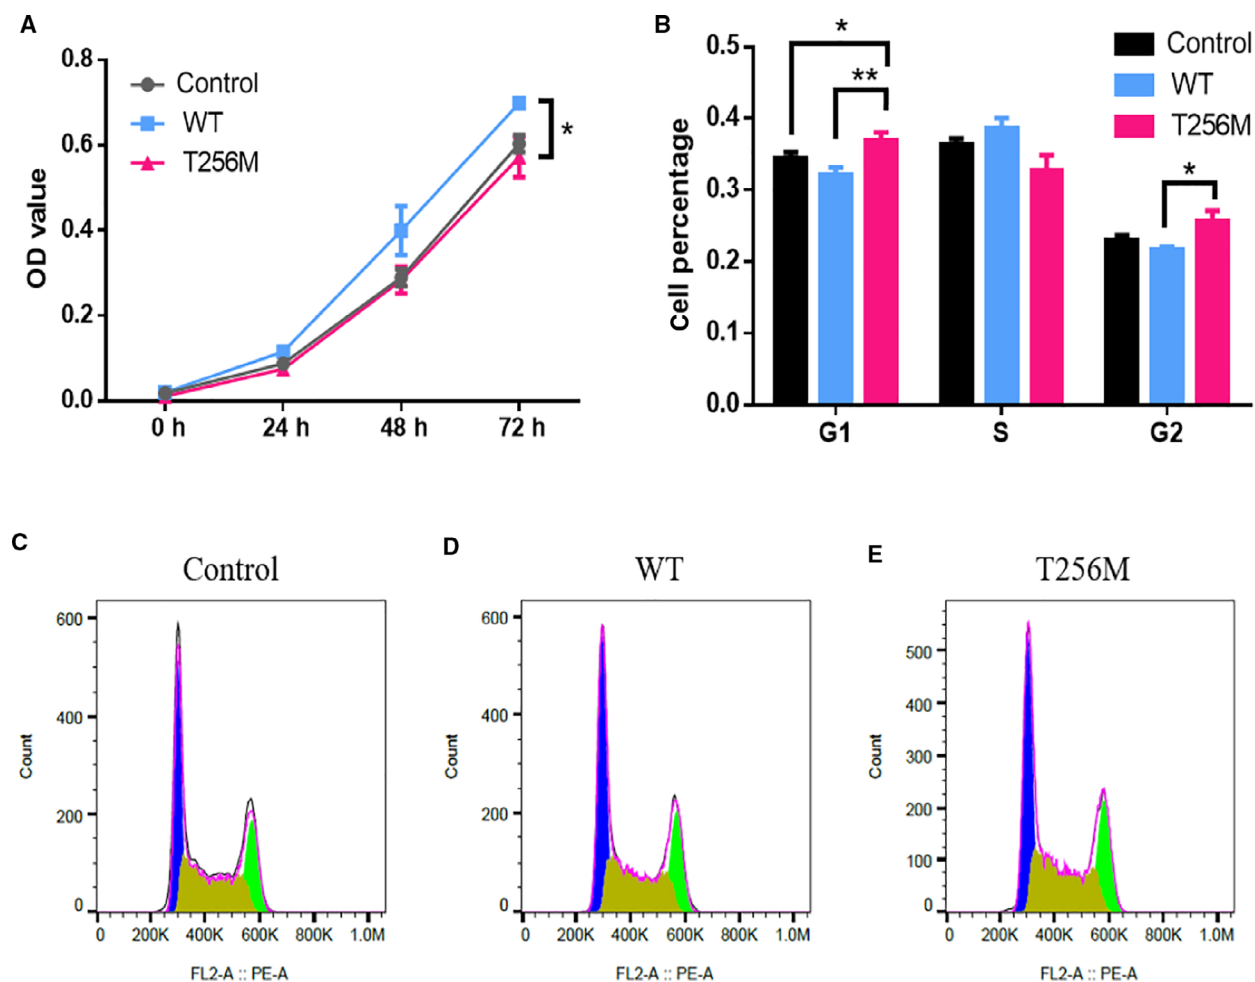 A
0.8
0.6
0.4
0.2
0.0
OD value
Control
WT
T256M
*
0 h 24 h 48 h 72 h
B
0.5
0.4
0.3
0.2
0.1
0.0
Cell percentage
*
**
*
Control
WT
T256M
G1 S G2
C
Control
600
400
200
0
Count
0 200K 400K 600K 800K 1.0M
FL2-A :: PE-A
D
WT
600
400
200
0
Count
0 200K 400K 600K 800K 1.0M
FL2-A :: PE-A
E
T256M
500
400
300
200
100
0
Count
0 200K 400K 600K 800K 1.0M
FL2-A :: PE-A